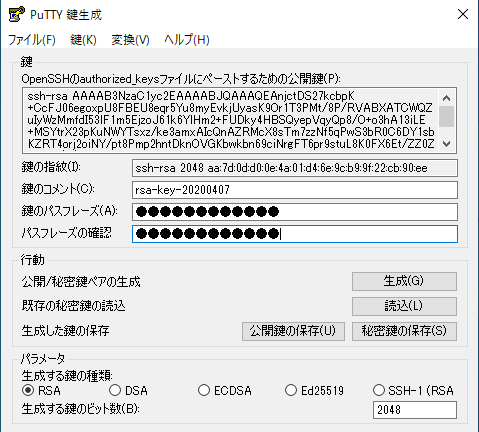 PuTTY 鍵生成
ファイル(F) 鍵(K) 変換(V) ヘルプ(H)
鍵
OpenSSHのauthorized_keysファイルにペーストするための公開鍵(P):
ssh-rsa AAAAB3NzaC1yc2EAAAABJQAAAQEAnjctDS27kcbpK
+CcFJ06egoxpU8FBEU8eqr5Yu8myEvkjUyasK9Or1T3PMt/8P/RVABXATCWQZ
uIyWzMmfdI53IF1m5EjzoJ61k6YlHm2+FUDky4HBSQyepVqyQp8/O+o3hA13iLE
+MSYtrX23pKuNWYTsxz/ke3amxAIcQnAZRMcX8sTm7zzNf5qPwS3bR0C6DY1sb
KZRT4orj2oiNY/pt8Pmp2hntDknOVGKbwkbn69ciNrgFT6pr9stuL8K0FX6Et/ZZ0Z
鍵の指紋(I): ssh-rsa 2048 aa:7d:0d:d0:0e:4a:01:d4:6e:9c:b9:9f:22:cb:90:ee
鍵のコメント(C): rsa-key-20200407
鍵のパスフレーズ(A): ●●●●●●●●●●●●
パスフレーズの確認 ●●●●●●●●●●●●
行動
公開/秘密鍵ペアの生成 生成(G)
既存の秘密鍵の読込 読込(L)
生成した鍵の保存 公開鍵の保存(U) 秘密鍵の保存(S)
パラメータ
生成する鍵の種類:
RSA DSA ECDSA Ed25519 SSH-1 (RSA
生成する鍵のビット数(B): 2048